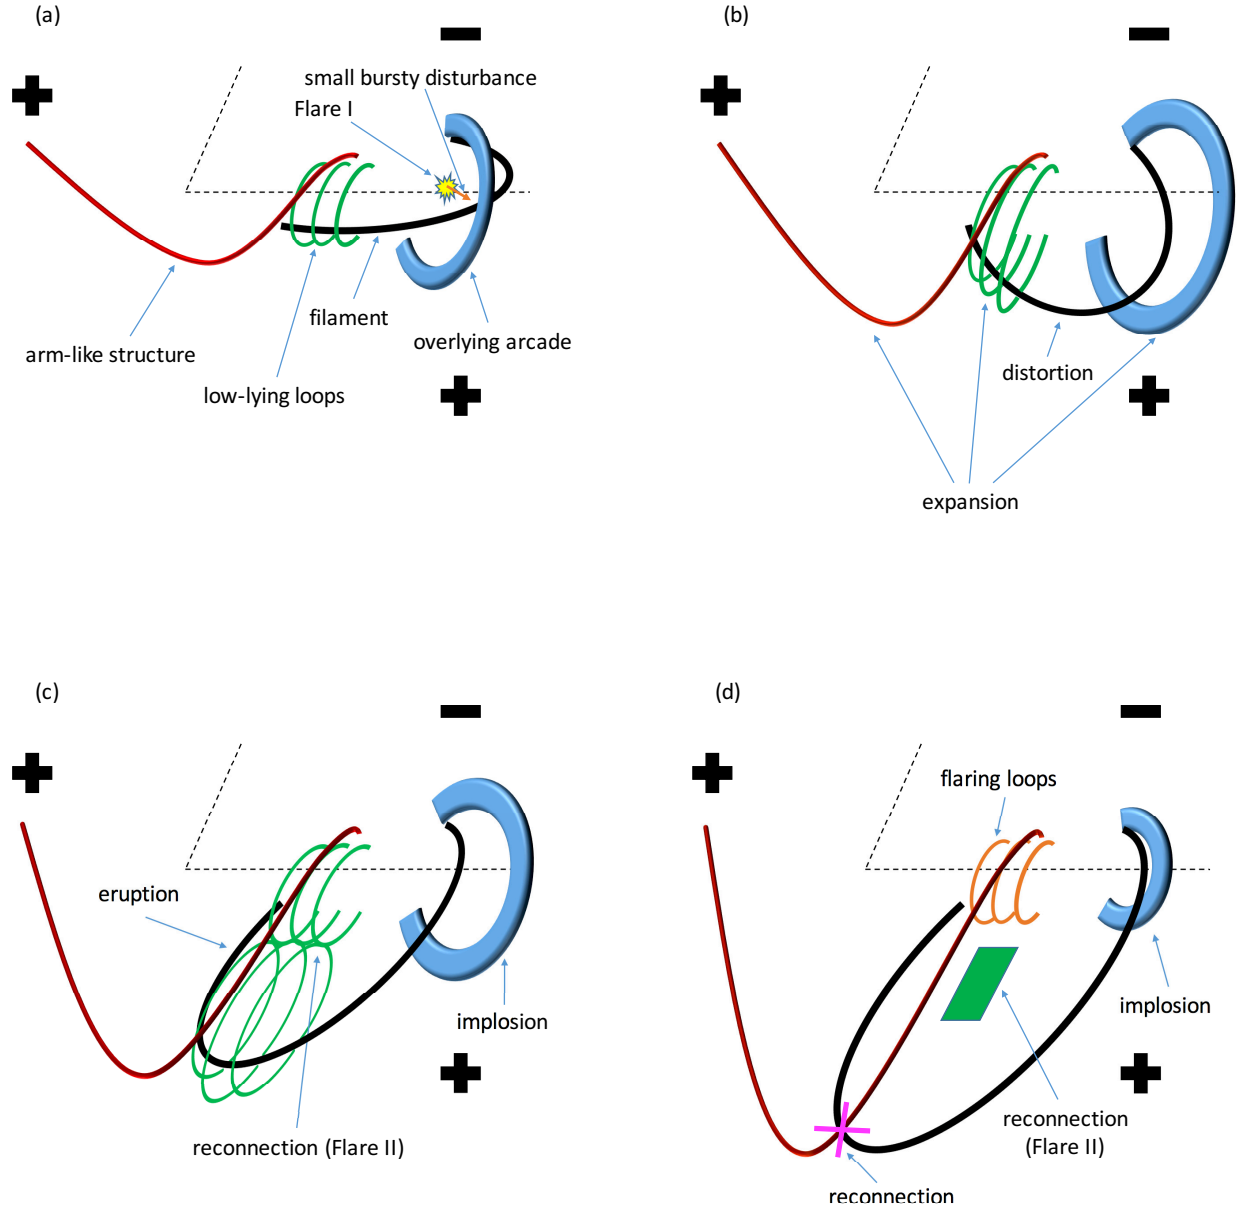 (a)
small bursty disturbance
Flare I
filament
overlying arcade
arm-like structure
low-lying loops
(b)
distortion
expansion
(c)
eruption
implosion
reconnection (Flare II)
(d)
flaring loops
implosion
reconnection
(Flare II)
reconnection